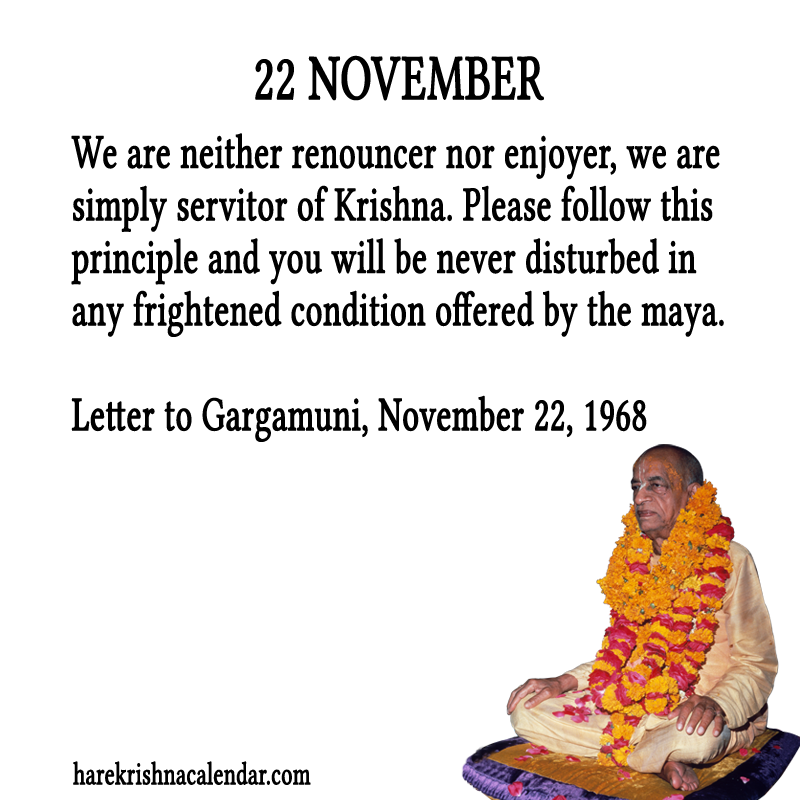 22 NOVEMBER
We are neither renouncer nor enjoyer, we are
simply servitor of Krishna. Please follow this
principle and you will be never disturbed in
any frightened condition offered by the maya.
Letter to Gargamuni, November 22, 1968
harekrishnacalendar.com